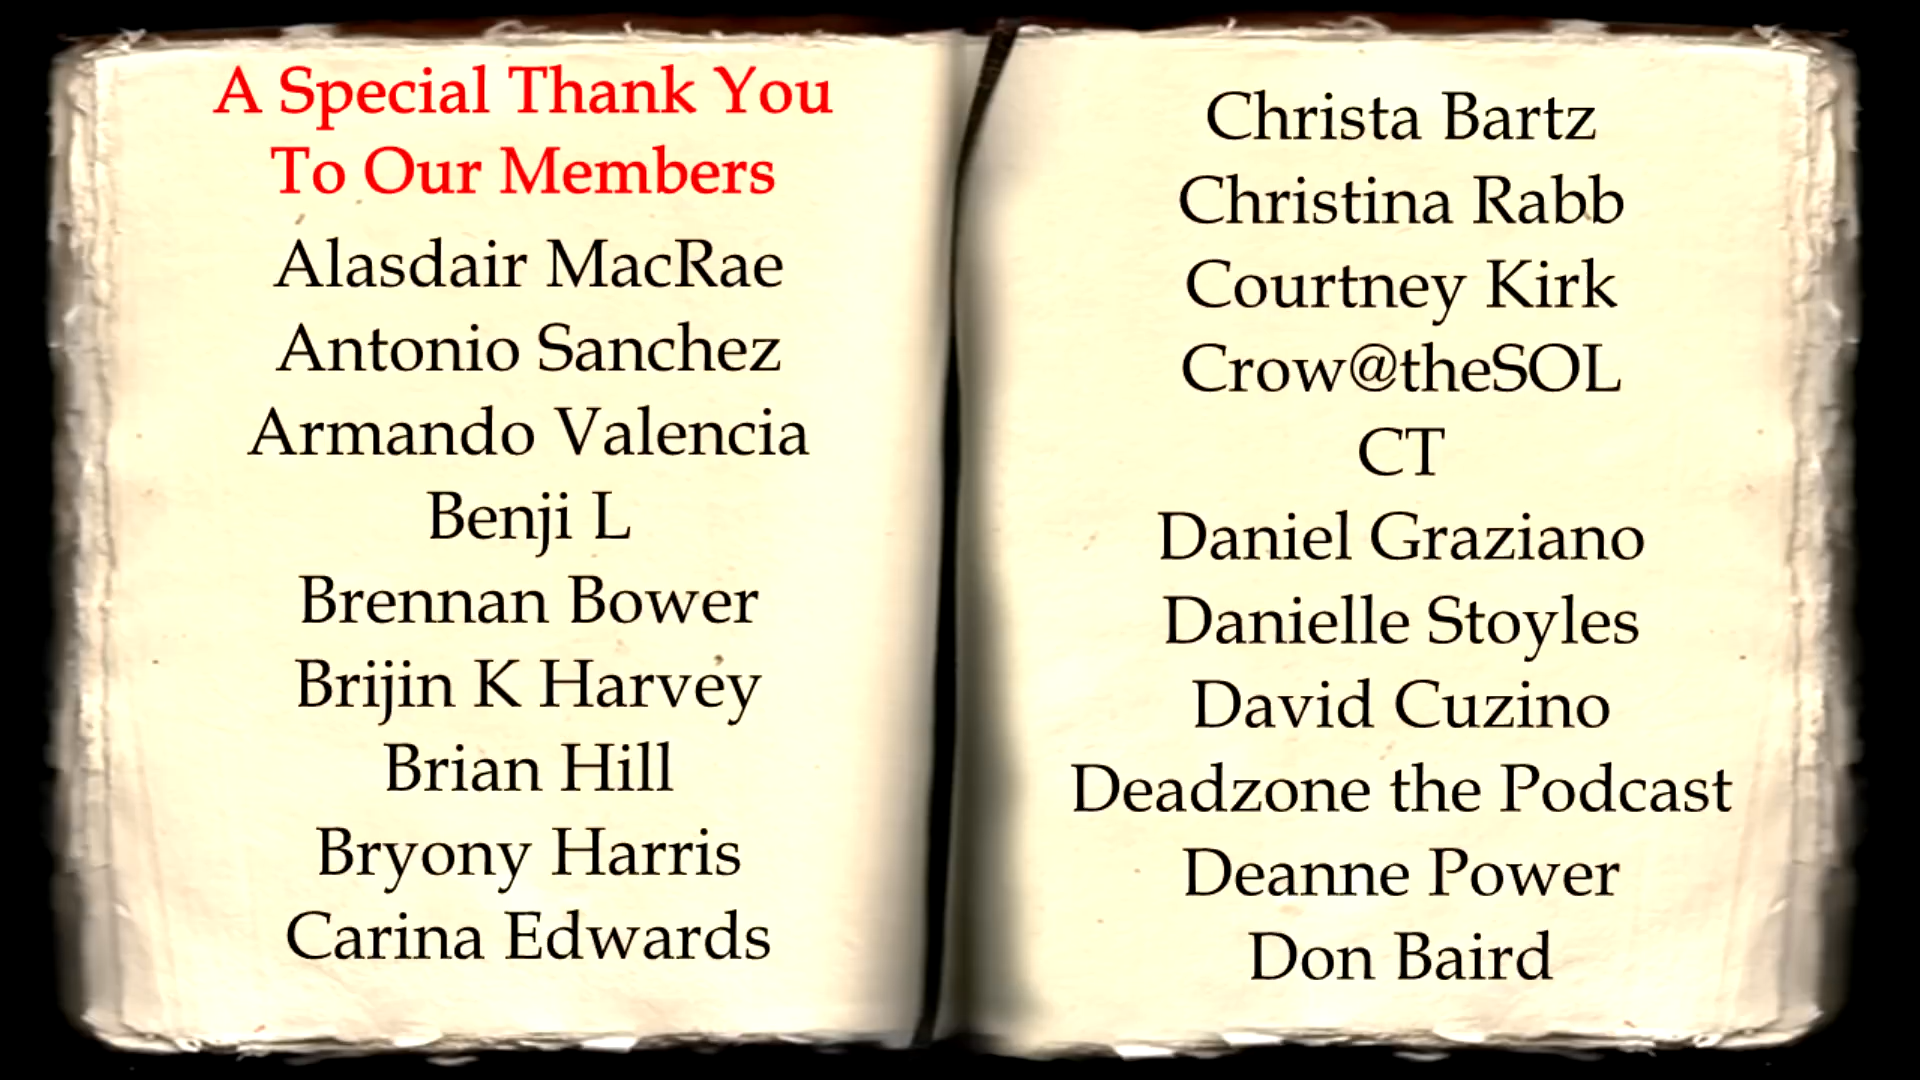 A Special Thank You
To Our Members
Alasdair MacRae
Antonio Sanchez
Armando Valencia
Benji L
Brennan Bower
Brijin K Harvey
Brian Hill
Bryony Harris
Carina Edwards
Christa Bartz
Christina Rabb
Courtney Kirk
Crow@theSOL
CT
Daniel Graziano
Danielle Stoyles
David Cuzino
Deadzone the Podcast
Deanne Power
Don Baird